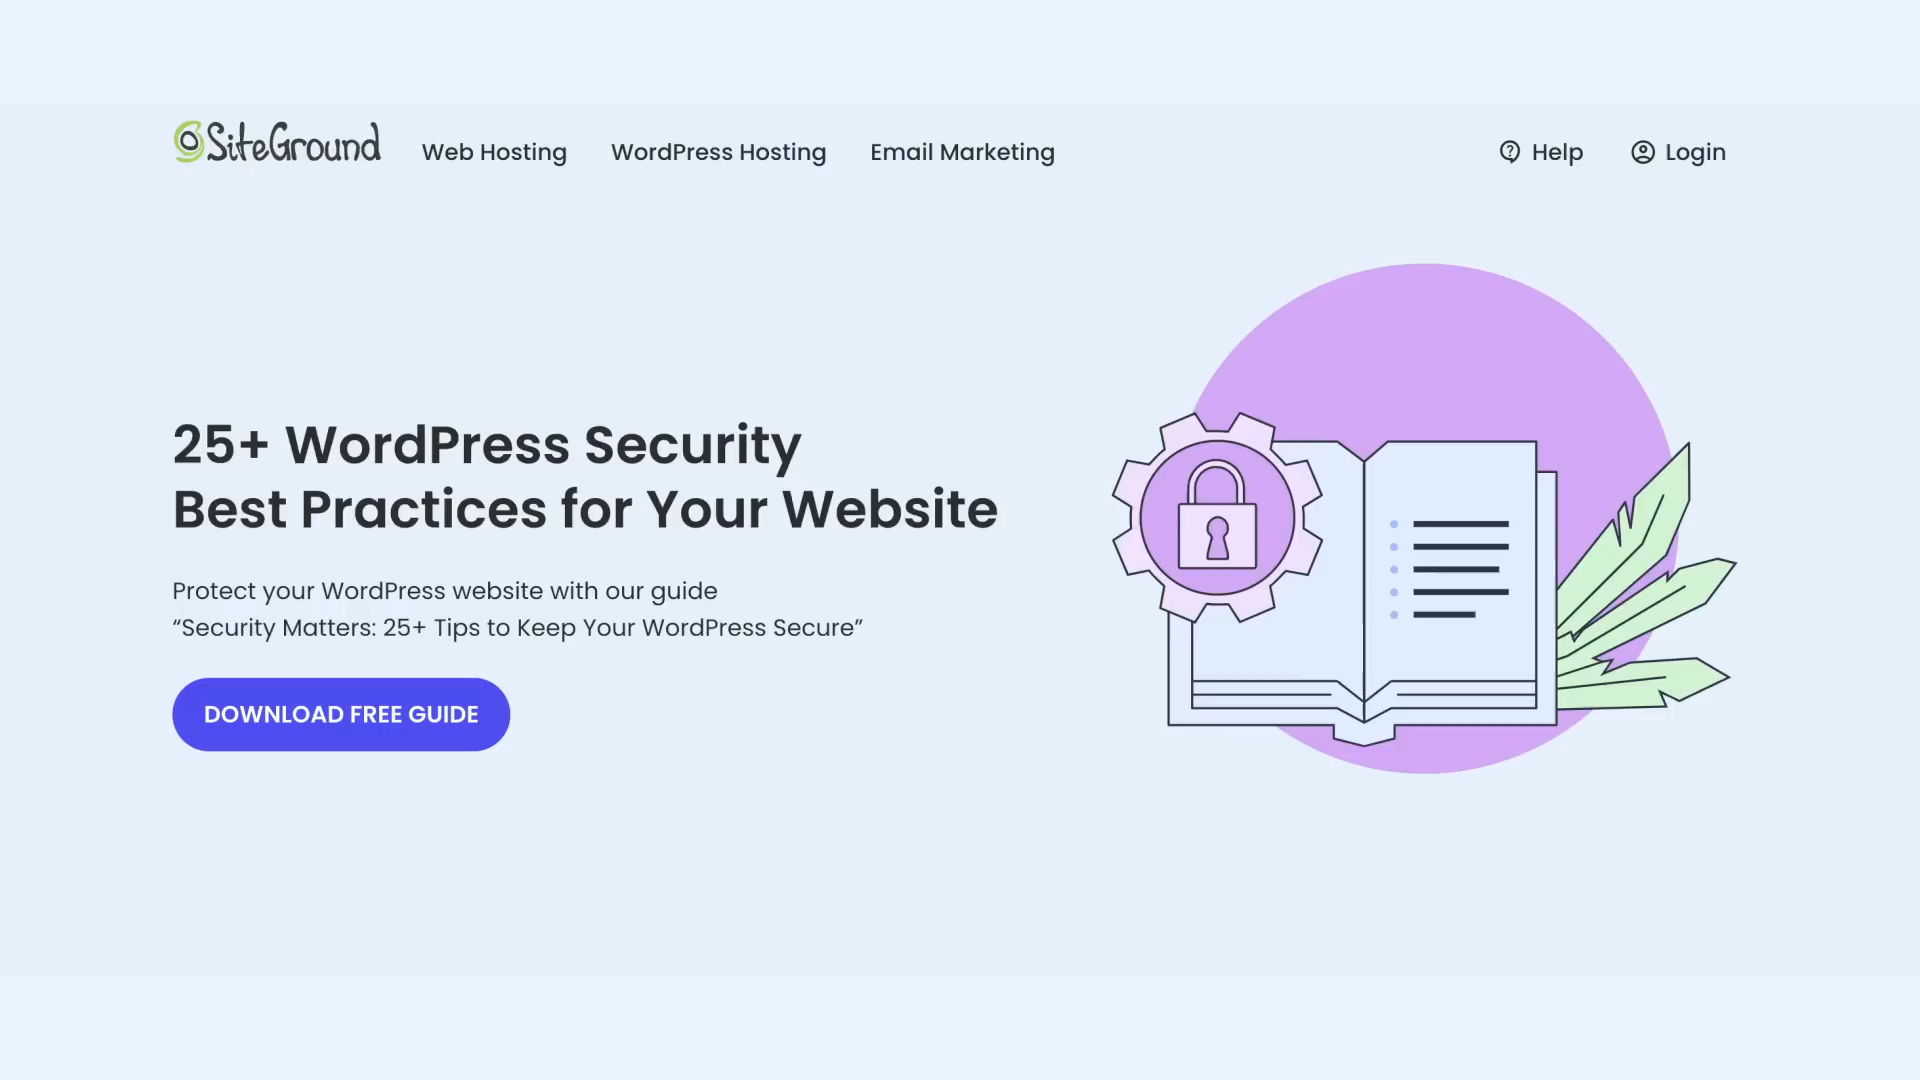 SiteGround
Web Hosting
WordPress Hosting
Email Marketing
Help
Login
25+ WordPress Security
Best Practices for Your Website
Protect your WordPress website with our guide
“Security Matters: 25+ Tips to Keep Your WordPress Secure”
DOWNLOAD FREE GUIDE